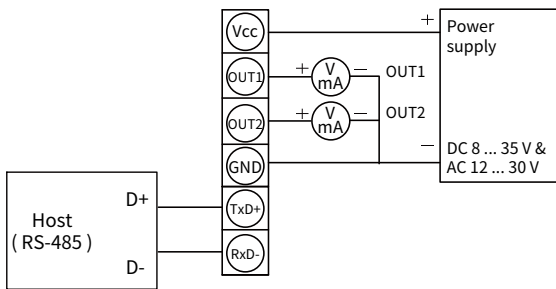 Vcc
+
Power
supply
OUT1
+
V
mA
−
OUT1
OUT2
+
V
mA
−
OUT2
GND
−
DC 8 ... 35 V &
AC 12 ... 30 V
Host
( RS-485 )
D+
TxD+
D-
RxD-